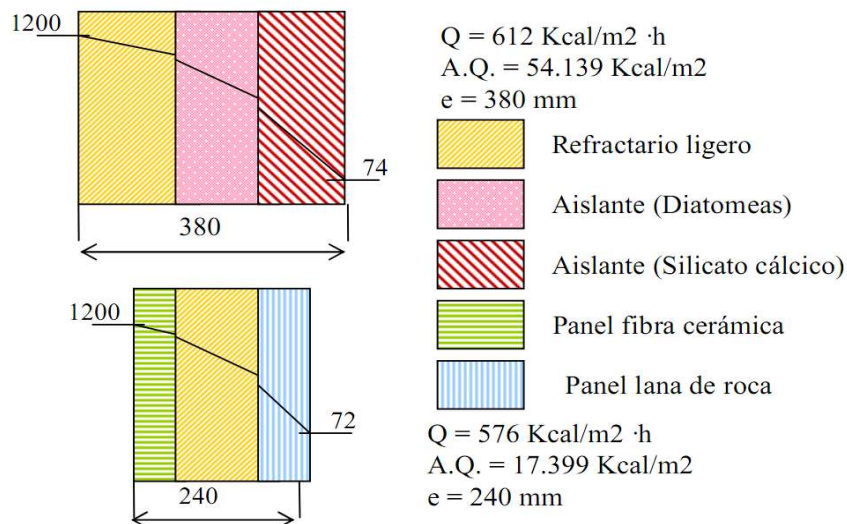 1200
74
380
Q = 612 Kcal/m2 ·h
A.Q. = 54.139 Kcal/m2
e = 380 mm
Refractario ligero
Aislante (Diatomeas)
Aislante (Silicato cálcico)
Panel fibra cerámica
Panel lana de roca
1200
72
240
Q = 576 Kcal/m2 ·h
A.Q. = 17.399 Kcal/m2
e = 240 mm